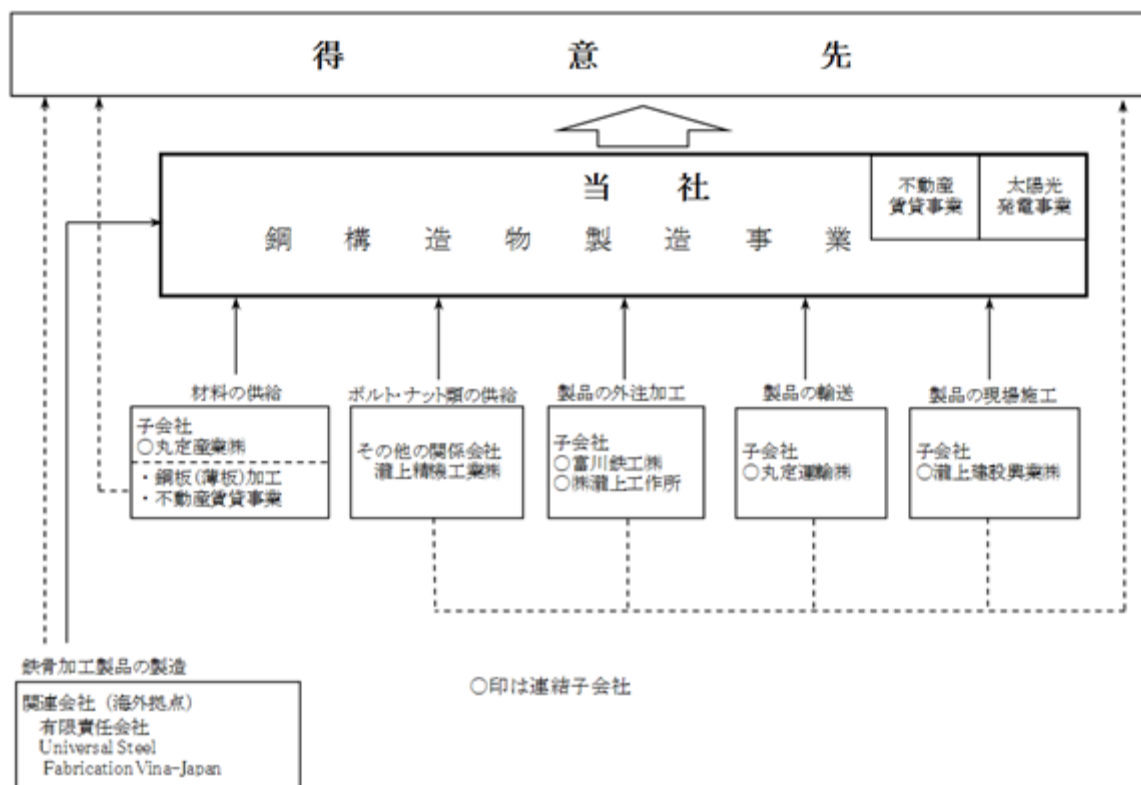 得意先
当社
不動産
賃貸事業
太陽光
発電事業
鋼構造物製造事業
材料の供給
子会社
○丸定産業㈱
・鋼板(薄板)加工
・不動産賃貸事業
ボルト・ナット類の供給
その他の関係会社
瀧上精機工業㈱
製品の外注加工
子会社
○富川鉄工㈱
○㈱瀧上工作所
製品の輸送
子会社
○丸定運輸㈱
製品の現場施工
子会社
○瀧上建設興業㈱
鉄骨加工製品の製造
関連会社（海外拠点）
有限責任会社
Universal Steel
Fabrication Vina-Japan
○印は連結子会社